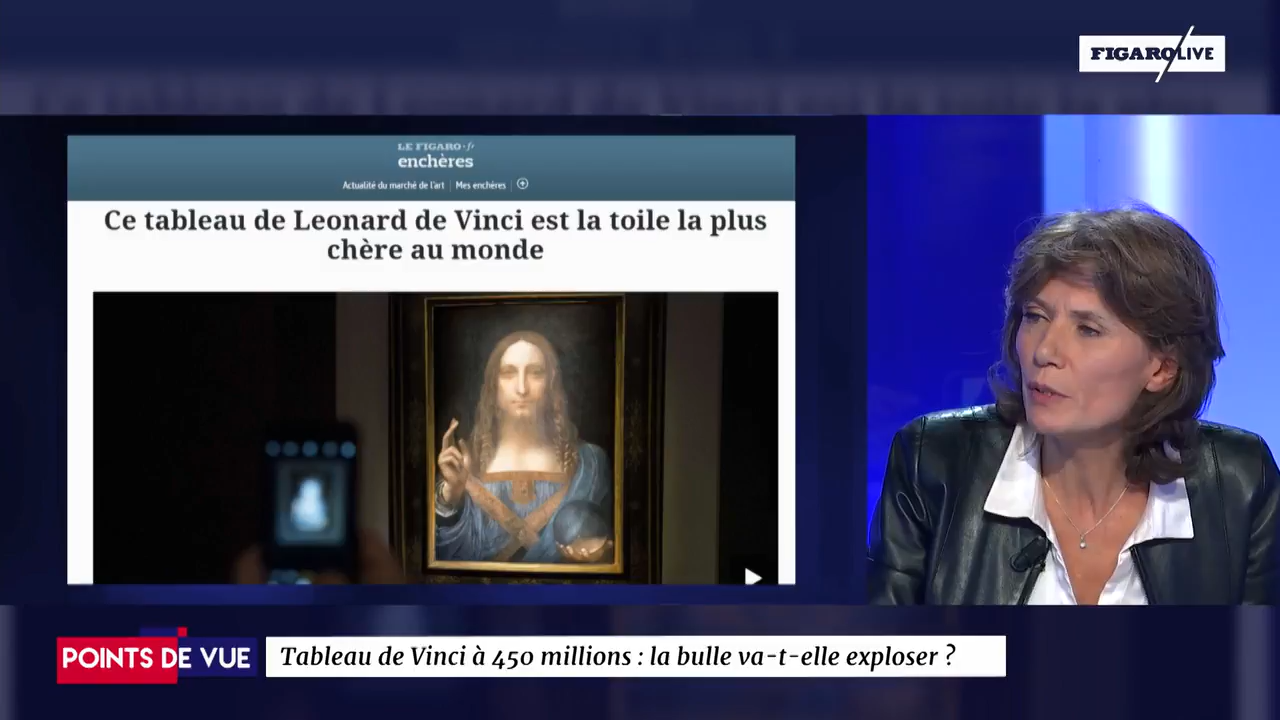 FIGARO/LIVE
LE FIGARO·fr
enchères
Actualité du marché de l'art | Mes enchères
Ce tableau de Leonard de Vinci est la toile la plus
chère au monde
POINTS DE VUE
Tableau de Vinci à 450 millions : la bulle va-t-elle exploser ?